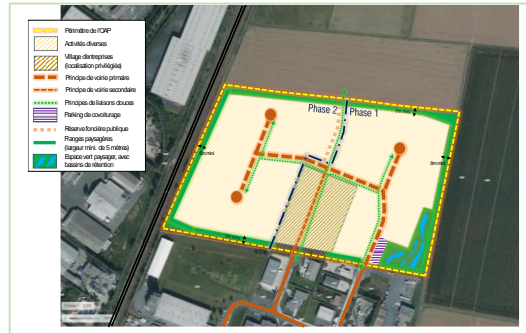 Périmètre de l'OAP
Activités diverses
Village d'entreprises
(localisation privilégiée)
Principe de voirie primaire
Principe de voirie secondaire
Principes de liaisons douces
Parking de covoiturage
Réserve foncière publique
Franges paysagères
(largeur mini. de 5 mètres)
Espace vert paysager, avec
bassins de rétention
Phase 2
Phase 1
8m mini